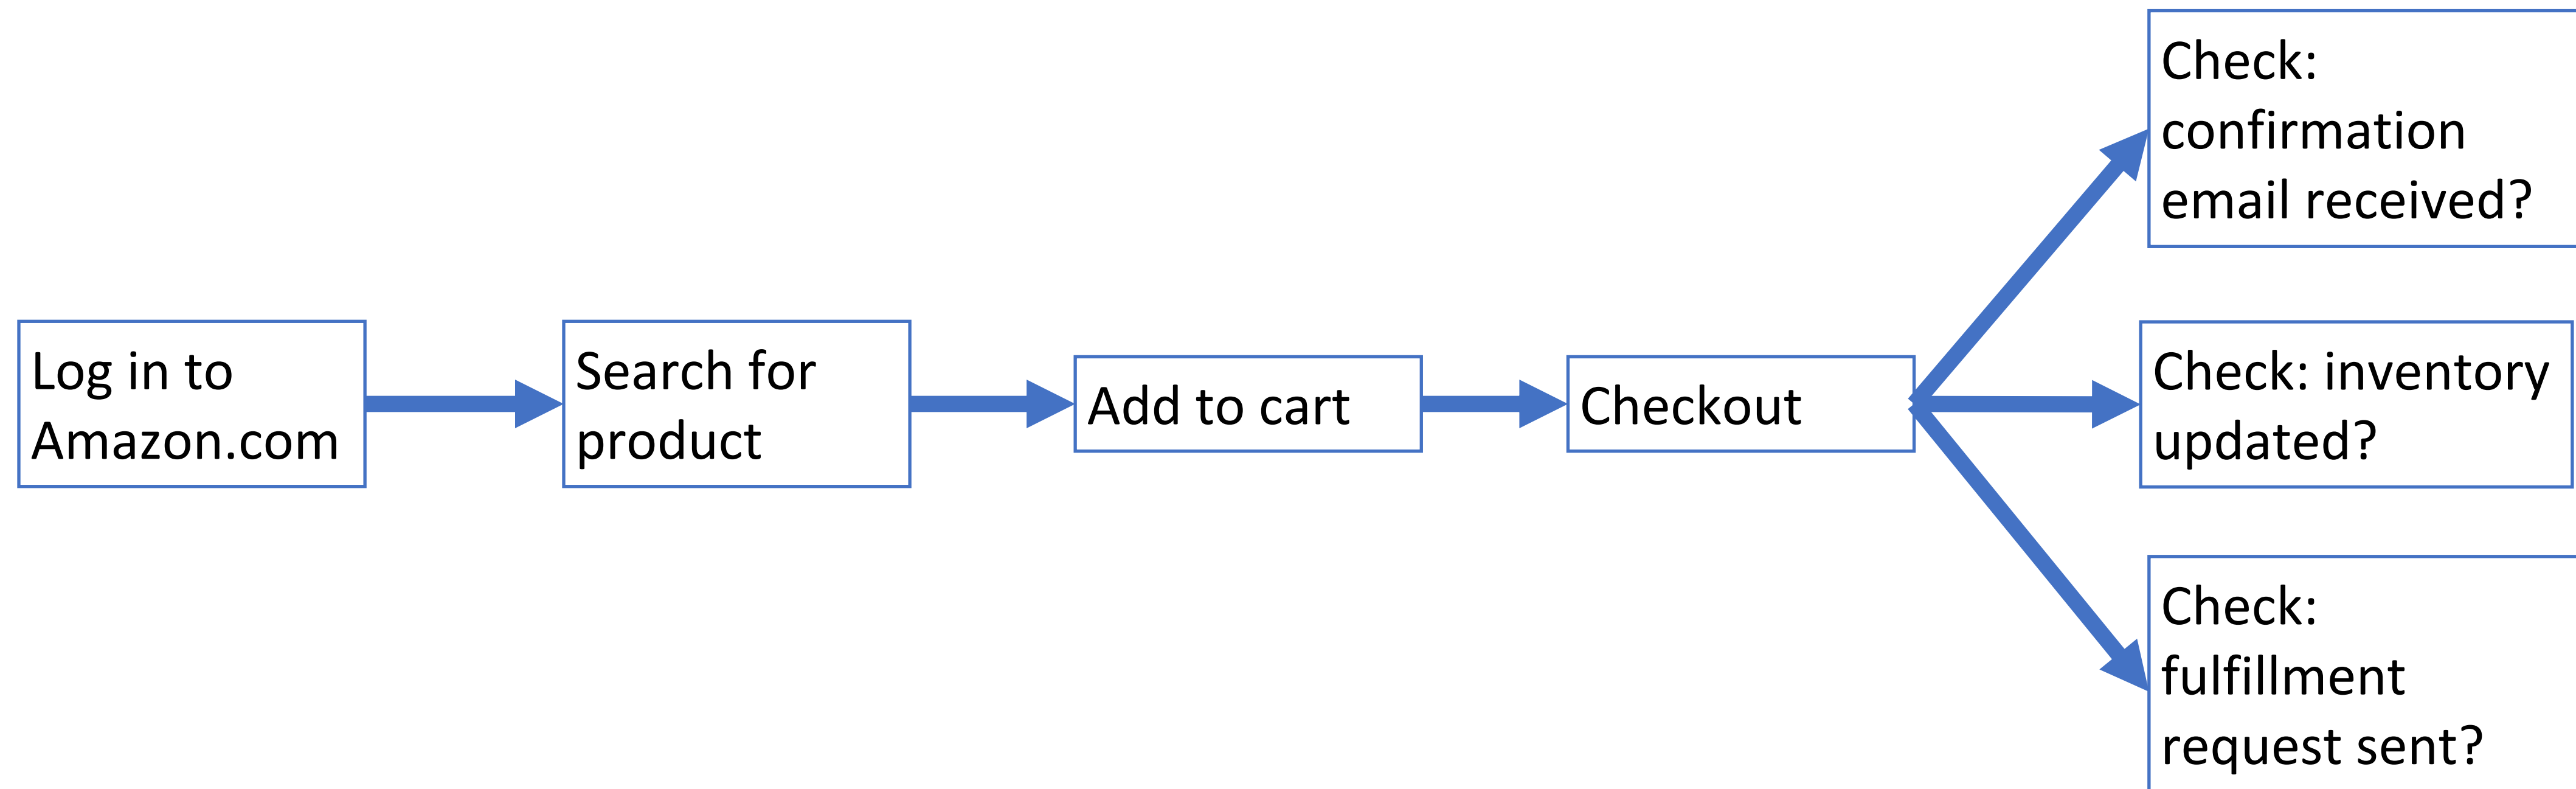 Log in to
Amazon.com
Search for
product
Add to cart
Checkout
Check:
confirmation
email received?
Check: inventory
updated?
Check:
fulfillment
request sent?